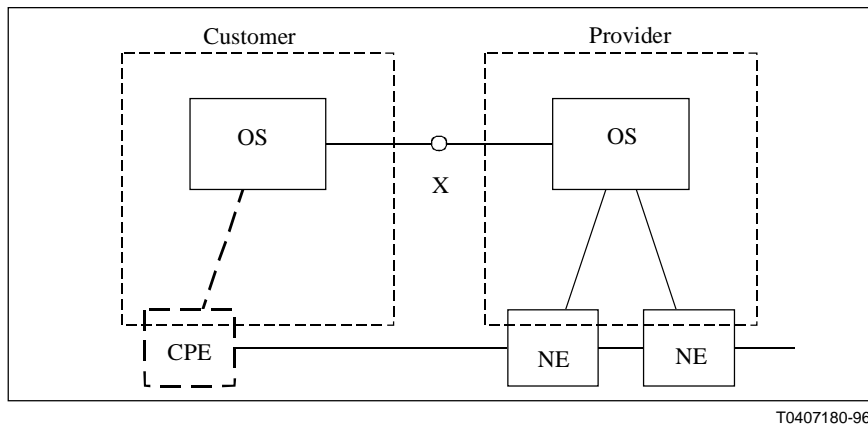 Customer
Provider
OS
OS
X
CPE
NE
NE
T0407180-96